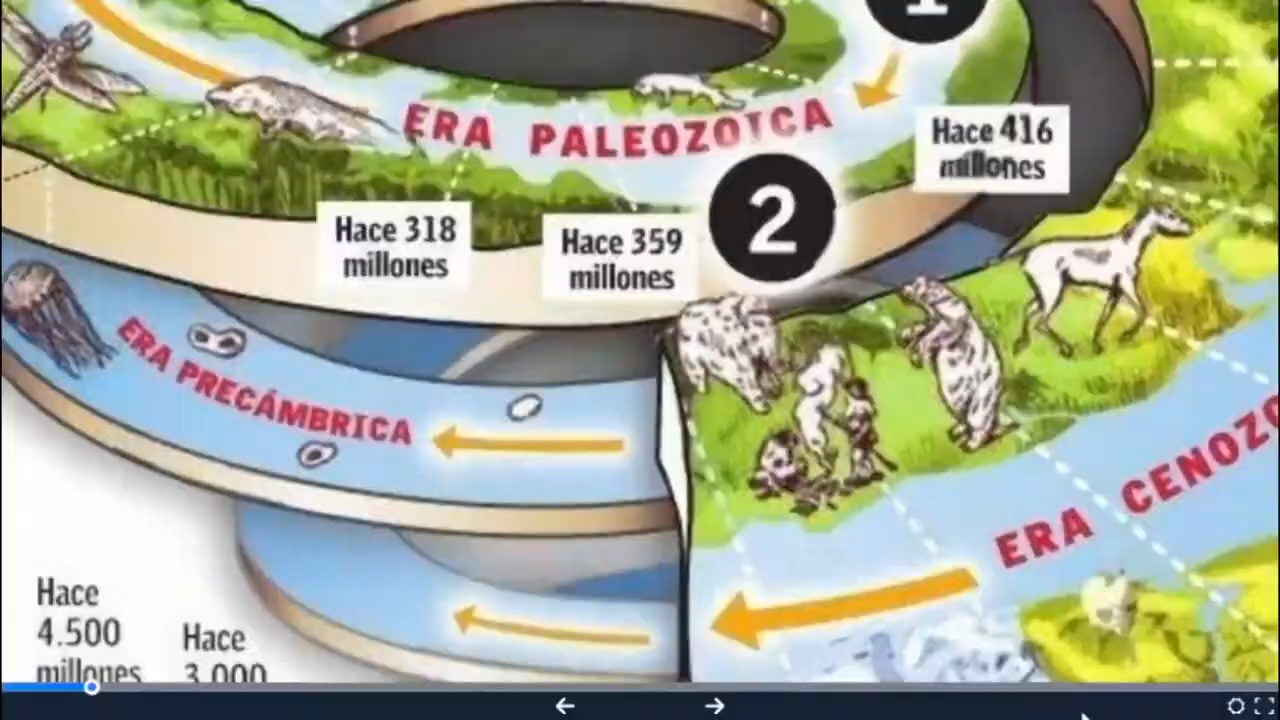 1
ERA PALEOZOICA
Hace 416
millones
2
Hace 318
millones
Hace 359
millones
ERA PRECÁMBRICA
ERA CENOZO
Hace
4.500
millones
Hace
3.000